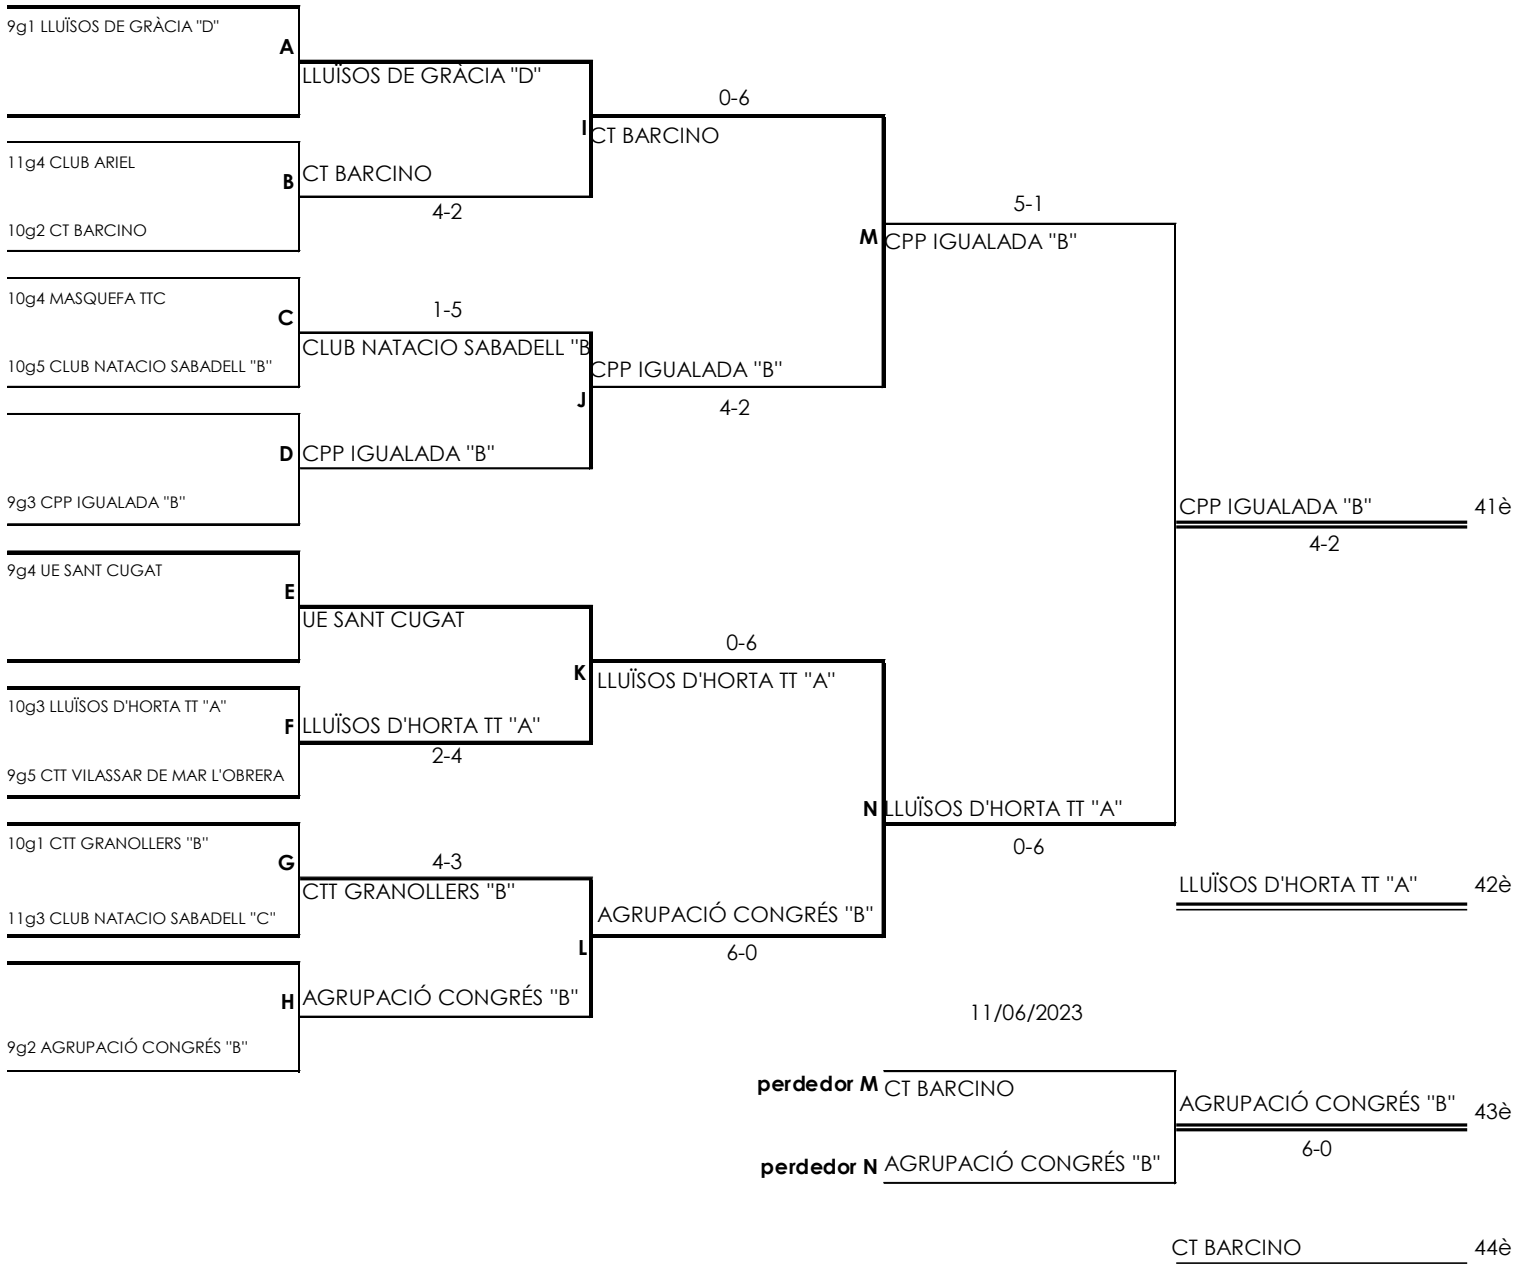 9g1 LLUÏSOS DE GRÀCIA "D"
A
LLUÏSOS DE GRÀCIA "D"
0-6
I
CT BARCINO
11g4 CLUB ARIEL
B
CT BARCINO
4-2
10g2 CT BARCINO
5-1
M
CPP IGUALADA "B"
10g4 MASQUEFA TTC
C
1-5
CLUB NATACIO SABADELL "B
10g5 CLUB NATACIO SABADELL "B"
CPP IGUALADA "B"
J
4-2
D
CPP IGUALADA "B"
9g3 CPP IGUALADA "B"
CPP IGUALADA "B"
41è
4-2
9g4 UE SANT CUGAT
E
UE SANT CUGAT
0-6
K
LLUÏSOS D'HORTA TT "A"
10g3 LLUÏSOS D'HORTA TT "A"
F
LLUÏSOS D'HORTA TT "A"
2-4
9g5 CTT VILASSAR DE MAR L'OBRERA
N
LLUÏSOS D'HORTA TT "A"
0-6
10g1 CTT GRANOLLERS "B"
G
4-3
CTT GRANOLLERS "B"
LLUÏSOS D'HORTA TT "A"
42è
11g3 CLUB NATACIO SABADELL "C"
AGRUPACIÓ CONGRÉS "B"
L
6-0
H
AGRUPACIÓ CONGRÉS "B"
9g2 AGRUPACIÓ CONGRÉS "B"
11/06/2023
perdedor M
CT BARCINO
AGRUPACIÓ CONGRÉS "B"
43è
6-0
perdedor N
AGRUPACIÓ CONGRÉS "B"
CT BARCINO
44è